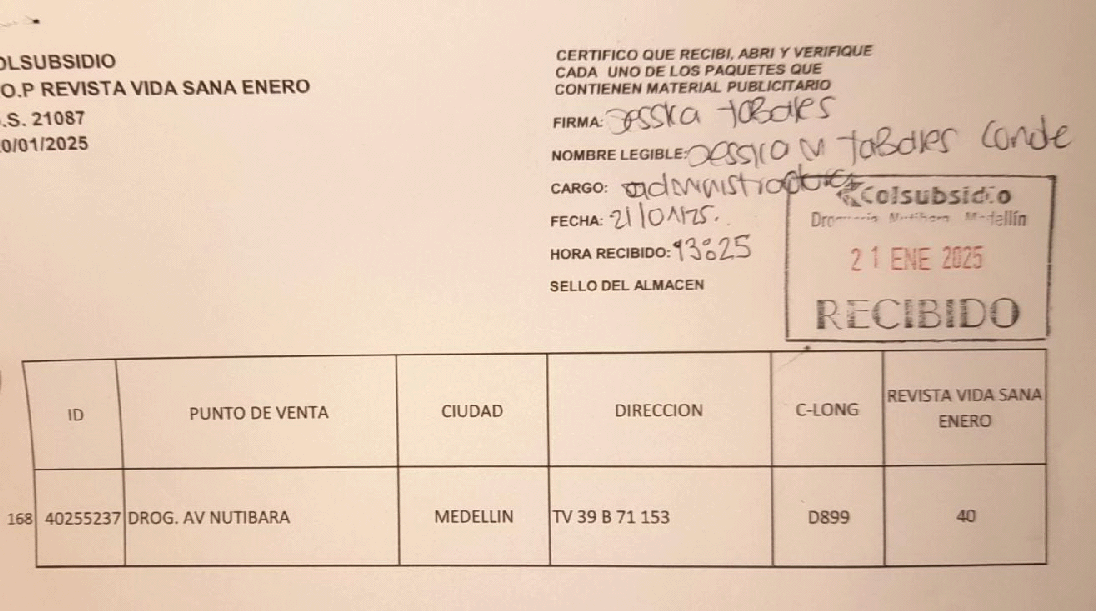 OLSUBSIDIO
O.P REVISTA VIDA SANA ENERO
.S. 21087
0/01/2025
CERTIFICO QUE RECIBI, ABRI Y VERIFIQUE
CADA UNO DE LOS PAQUETES QUE
CONTIENEN MATERIAL PUBLICITARIO
FIRMA: Jessica Tabares
NOMBRE LEGIBLE: Jessica M Tabares Conde
CARGO: administradora
FECHA: 21/01/25.
HORA RECIBIDO: 13:25
SELLO DEL ALMACEN
Colsubsidio
Medellín
21 ENE 2025
RECIBIDO
ID PUNTO DE VENTA CIUDAD DIRECCION C-LONG REVISTA VIDA SANA
ENERO
168 40255237 DROG. AV NUTIBARA MEDELLIN TV 39 B 71 153 D899 40